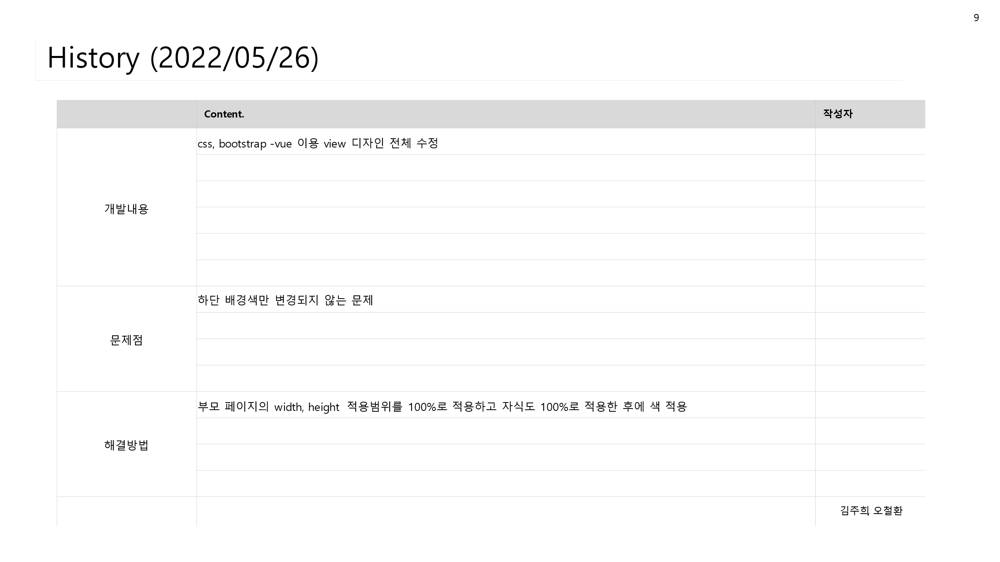 9
History (2022/05/26)
Content. 작성자
css, bootstrap -vue 이용 view 디자인 전체 수정
개발내용
하단 배경색만 변경되지 않는 문제
문제점
부모 페이지의 width, height 적용범위를 100%로 적용하고 자식도 100%로 적용한 후에 색 적용
해결방법
김주희, 오철환